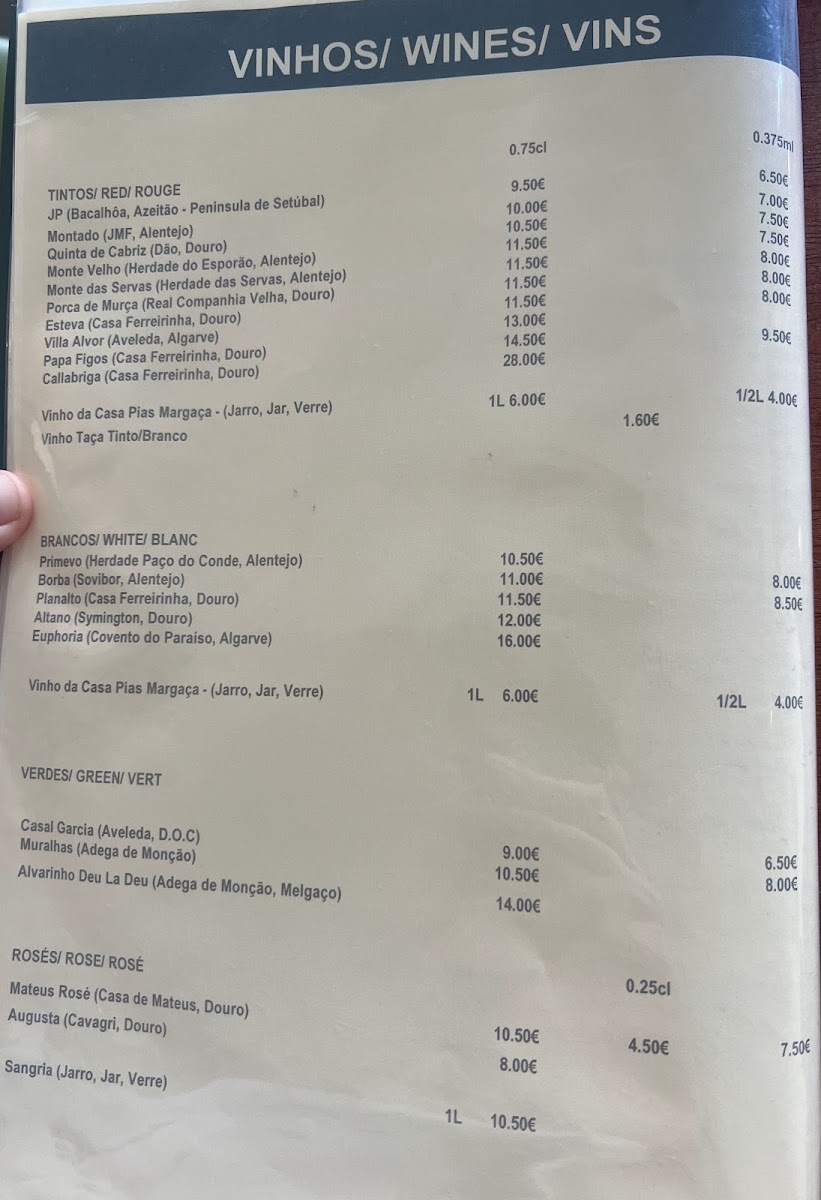 VINHOS/ WINES/ VINS
0.75cl 0.375ml
TINTOS/ RED/ ROUGE
JP (Bacalhôa, Azeitão - Peninsula de Setúbal) 9.50€ 6.50€
Montado (JMF, Alentejo) 10.00€ 7.00€
Quinta de Cabriz (Dão, Douro) 10.50€ 7.50€
Monte Velho (Herdade do Esporão, Alentejo) 11.50€ 7.50€
Monte das Servas (Herdade das Servas, Alentejo) 11.50€ 8.00€
Porca de Murça (Real Companhia Velha, Douro) 11.50€ 8.00€
Esteva (Casa Ferreirinha, Douro) 11.50€ 8.00€
Villa Alvor (Aveleda, Algarve) 13.00€
Papa Figos (Casa Ferreirinha, Douro) 14.50€ 9.50€
Callabriga (Casa Ferreirinha, Douro) 28.00€
Vinho da Casa Pias Margaça - (Jarro, Jar, Verre) 1L 6.00€ 1/2L 4.00€
Vinho Taça Tinto/Branco 1.60€
BRANCOS/ WHITE/ BLANC
Primevo (Herdade Paço do Conde, Alentejo) 10.50€
Borba (Sovibor, Alentejo) 11.00€ 8.00€
Planalto (Casa Ferreirinha, Douro) 11.50€ 8.50€
Altano (Symington, Douro) 12.00€
Euphoria (Covento do Paraíso, Algarve) 16.00€
Vinho da Casa Pias Margaça - (Jarro, Jar, Verre) 1L 6.00€ 1/2L 4.00€
VERDES/ GREEN/ VERT
Casal Garcia (Aveleda, D.O.C) 9.00€ 6.50€
Muralhas (Adega de Monção) 10.50€ 8.00€
Alvarinho Deu La Deu (Adega de Monção, Melgaço) 14.00€
ROSÉS/ ROSE/ ROSÉ 0.25cl
Mateus Rosé (Casa de Mateus, Douro) 10.50€ 4.50€ 7.50€
Augusta (Cavagri, Douro) 8.00€
Sangria (Jarro, Jar, Verre) 1L 10.50€